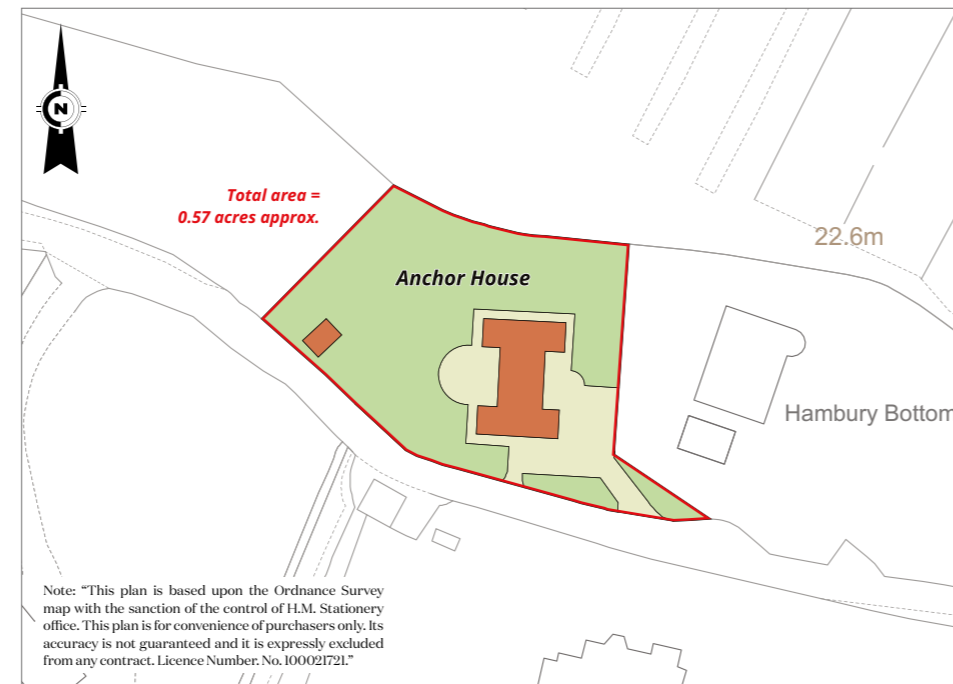 N
Total area =
0.57 acres approx.
Anchor House
22.6m
Hambury Bottom
Note: “This plan is based upon the Ordnance Survey
map with the sanction of the control of H.M. Stationery
office. This plan is for convenience of purchasers only. Its
accuracy is not guaranteed and it is expressly excluded
from any contract. Licence Number. No. 100021721.”